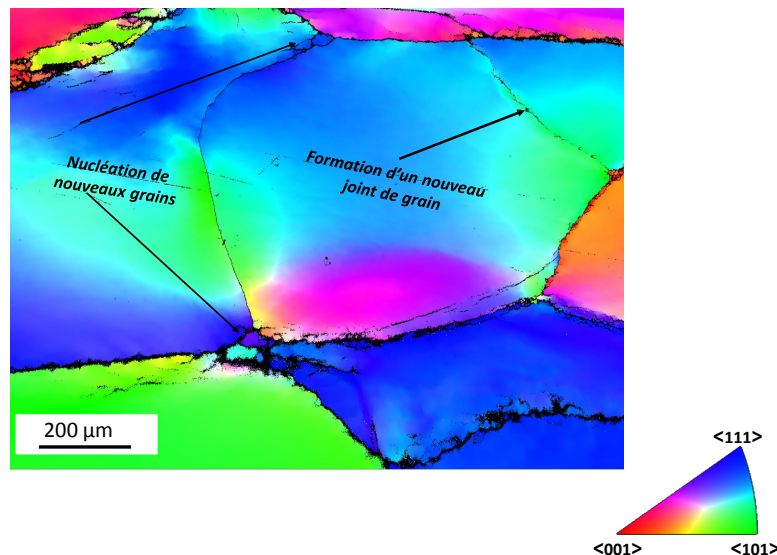 Nucléation de
nouveaux grains
Formation d'un nouveau
joint de grain
200 µm
<111>
<001>
<101>